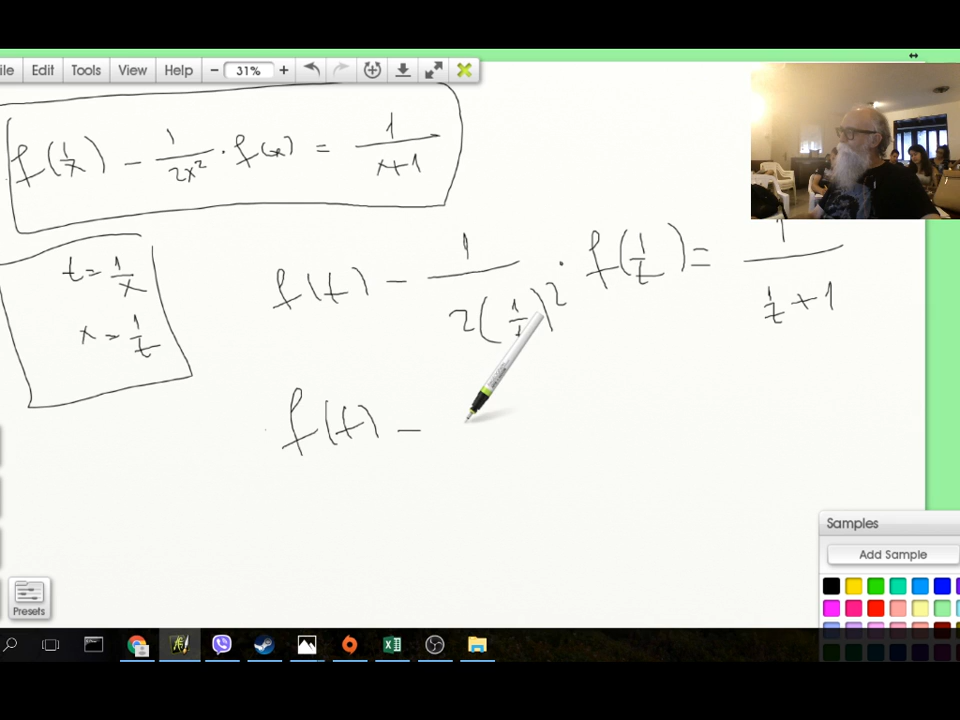 ile Edit Tools View Help − 31% +
f(1/x) − 1/2x² · f(x) = 1/x+1
t = 1/x
x = 1/t
f(t) − 1/2(1/t)² · f(1/t) = 1/(1/t + 1)
f(t) −
Samples
Add Sample
Presets